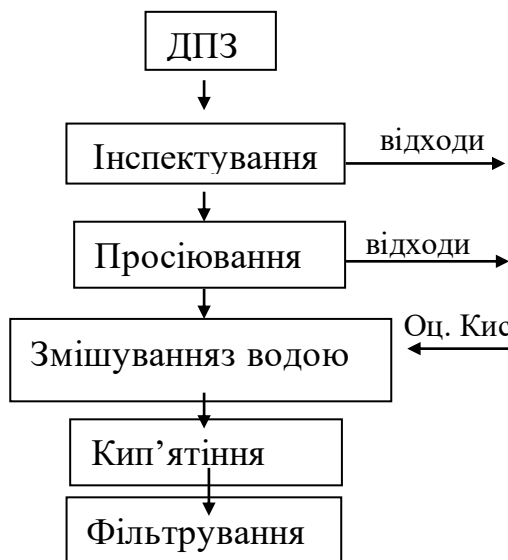 ДПЗ
Інспектування
відходи
Просіювання
відходи
Змішуванняз водою
Оц. Кис
Кип’ятіння
Фільтрування